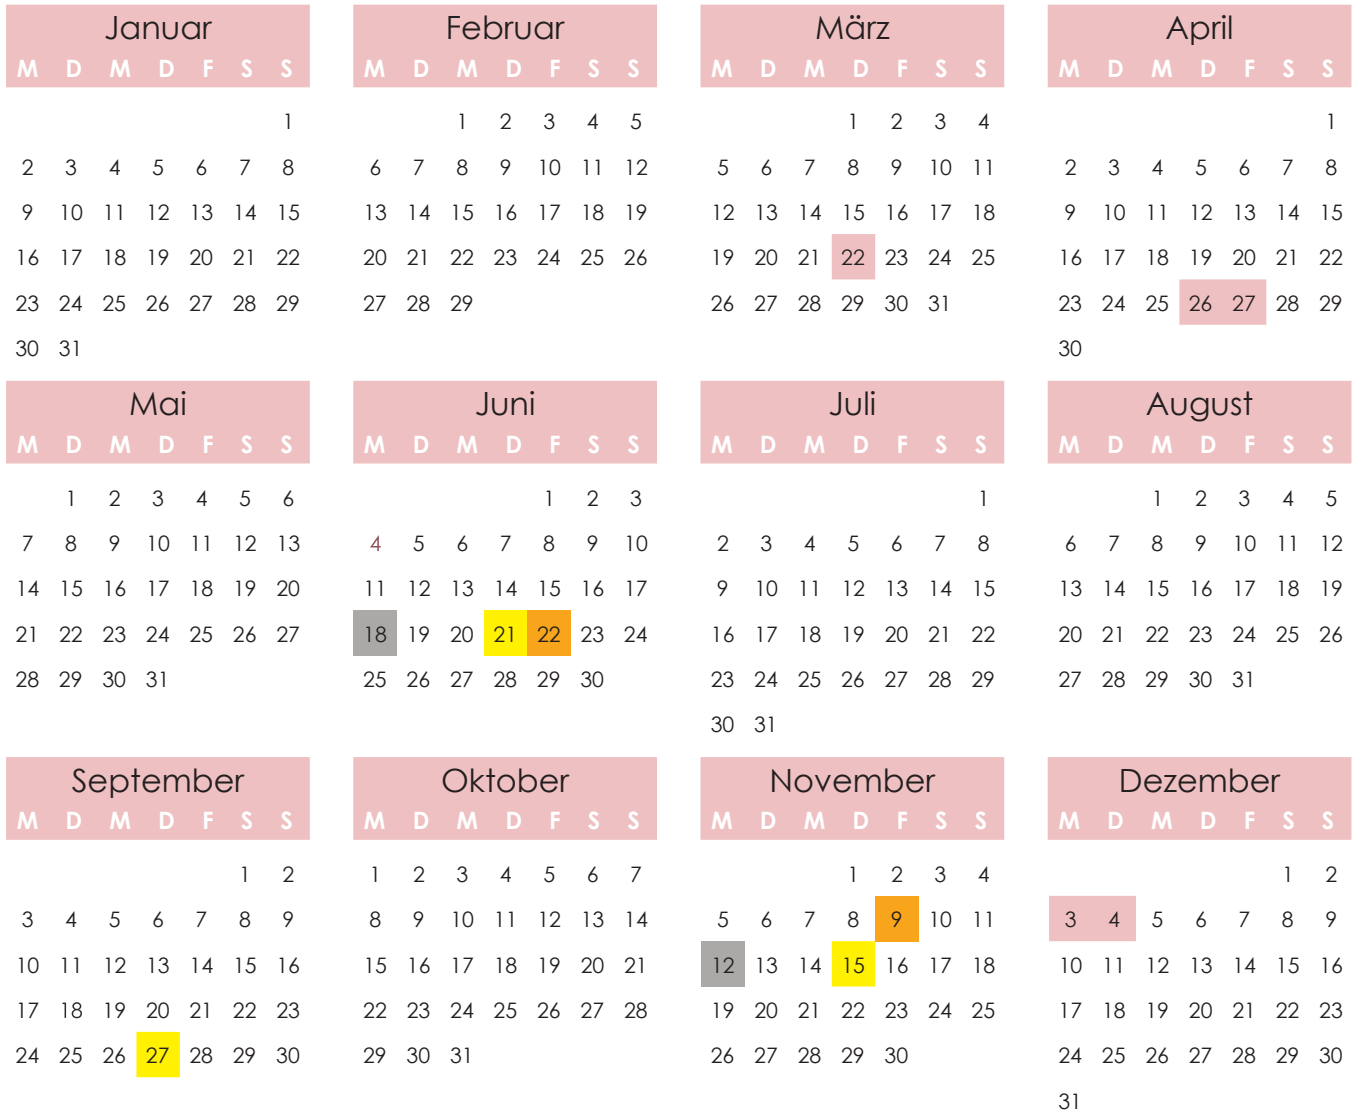 Januar
M D M D F S S
1
2 3 4 5 6 7 8
9 10 11 12 13 14 15
16 17 18 19 20 21 22
23 24 25 26 27 28 29
30 31
Februar
M D M D F S S
1 2 3 4 5
6 7 8 9 10 11 12
13 14 15 16 17 18 19
20 21 22 23 24 25 26
27 28 29
März
M D M D F S S
1 2 3 4
5 6 7 8 9 10 11
12 13 14 15 16 17 18
19 20 21 22 23 24 25
26 27 28 29 30 31
April
M D M D F S S
1
2 3 4 5 6 7 8
9 10 11 12 13 14 15
16 17 18 19 20 21 22
23 24 25 26 27 28 29
30
Mai
M D M D F S S
1 2 3 4 5 6
7 8 9 10 11 12 13
14 15 16 17 18 19 20
21 22 23 24 25 26 27
28 29 30 31
Juni
M D M D F S S
1 2 3
4 5 6 7 8 9 10
11 12 13 14 15 16 17
18 19 20 21 22 23 24
25 26 27 28 29 30
Juli
M D M D F S S
1
2 3 4 5 6 7 8
9 10 11 12 13 14 15
16 17 18 19 20 21 22
23 24 25 26 27 28 29
30 31
August
M D M D F S S
1 2 3 4 5
6 7 8 9 10 11 12
13 14 15 16 17 18 19
20 21 22 23 24 25 26
27 28 29 30 31
September
M D M D F S S
1 2
3 4 5 6 7 8 9
10 11 12 13 14 15 16
17 18 19 20 21 22 23
24 25 26 27 28 29 30
Oktober
M D M D F S S
1 2 3 4 5 6 7
8 9 10 11 12 13 14
15 16 17 18 19 20 21
22 23 24 25 26 27 28
29 30 31
November
M D M D F S S
1 2 3 4
5 6 7 8 9 10 11
12 13 14 15 16 17 18
19 20 21 22 23 24 25
26 27 28 29 30
Dezember
M D M D F S S
1 2
3 4 5 6 7 8 9
10 11 12 13 14 15 16
17 18 19 20 21 22 23
24 25 26 27 28 29 30
31